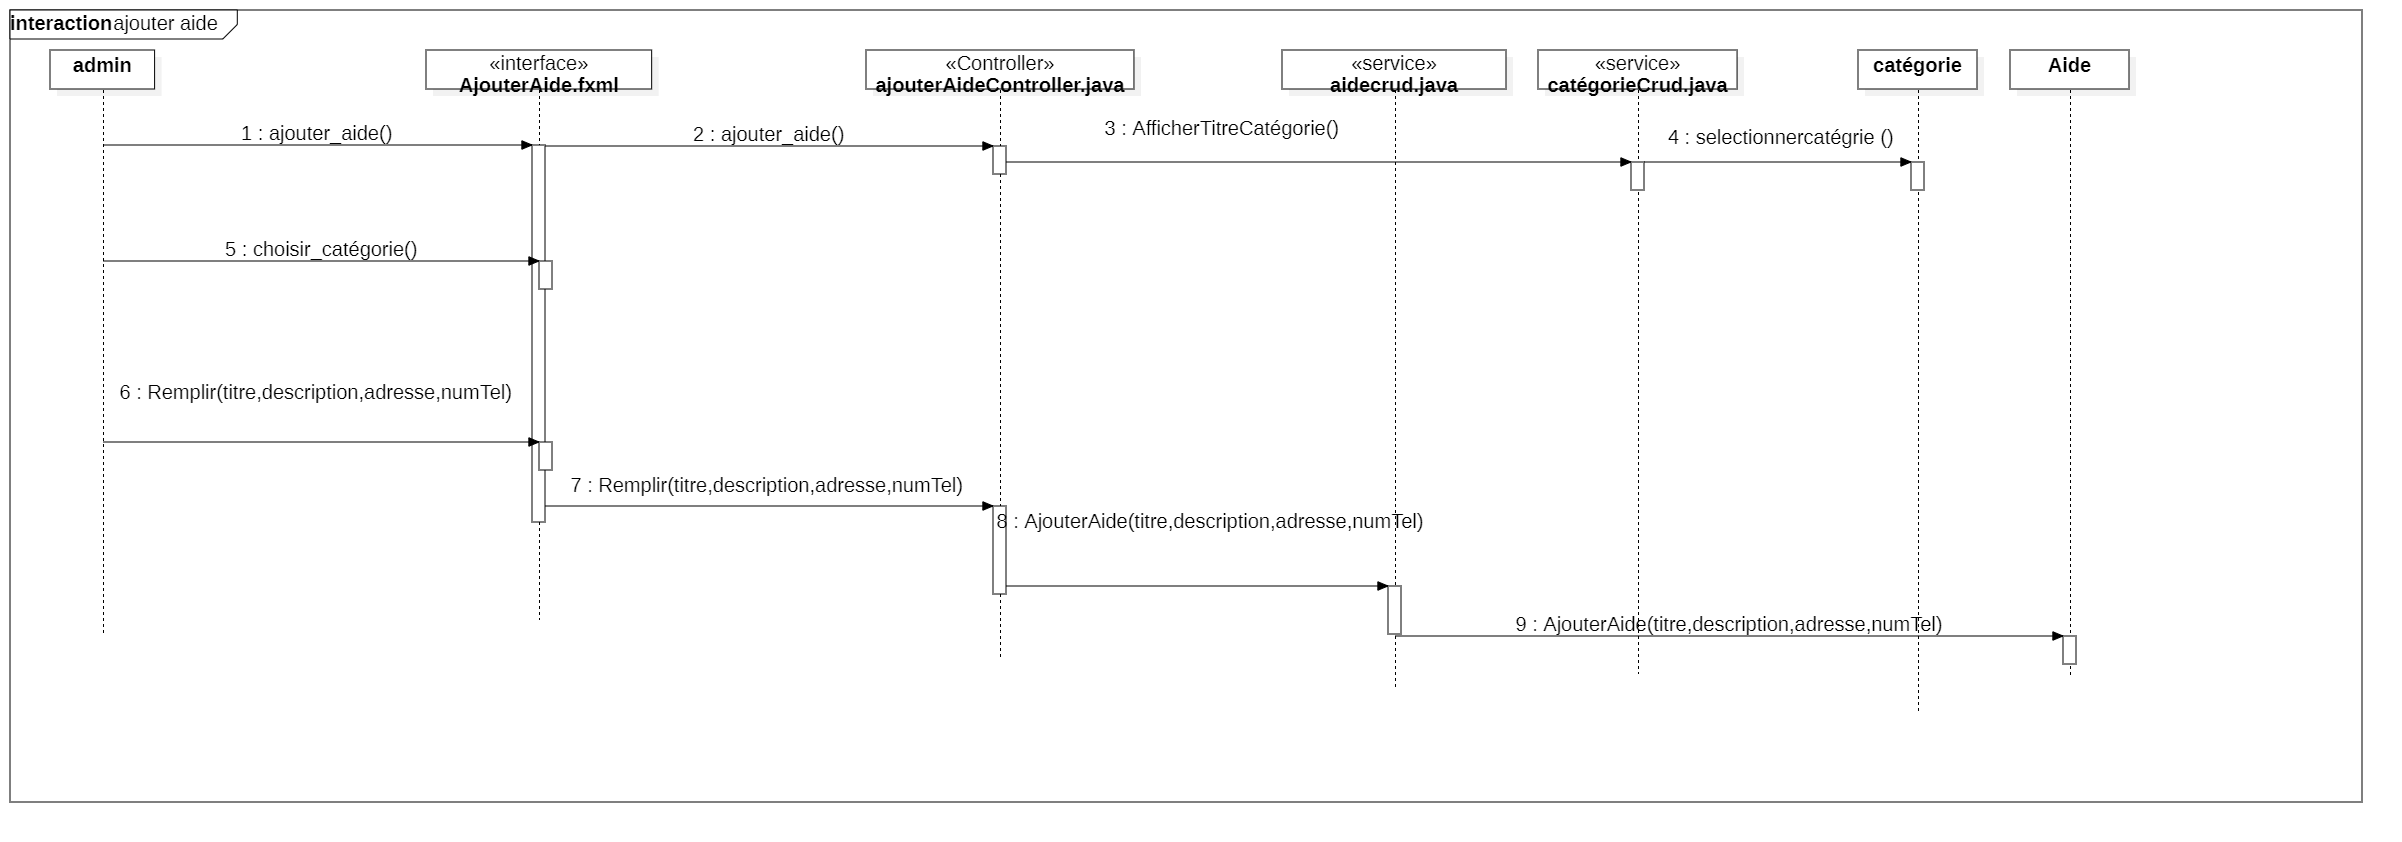 interaction ajouter aide
admin
«interface»
AjouterAide.fxml
«Controller»
ajouterAideController.java
«service»
aidecrud.java
«service»
catégorieCrud.java
catégorie
Aide
1 : ajouter_aide()
2 : ajouter_aide()
3 : AfficherTitreCatégorie()
4 : selectionnercatégrie ()
5 : choisir_catégorie()
6 : Remplir(titre,description,adresse,numTel)
7 : Remplir(titre,description,adresse,numTel)
8 : AjouterAide(titre,description,adresse,numTel)
9 : AjouterAide(titre,description,adresse,numTel)